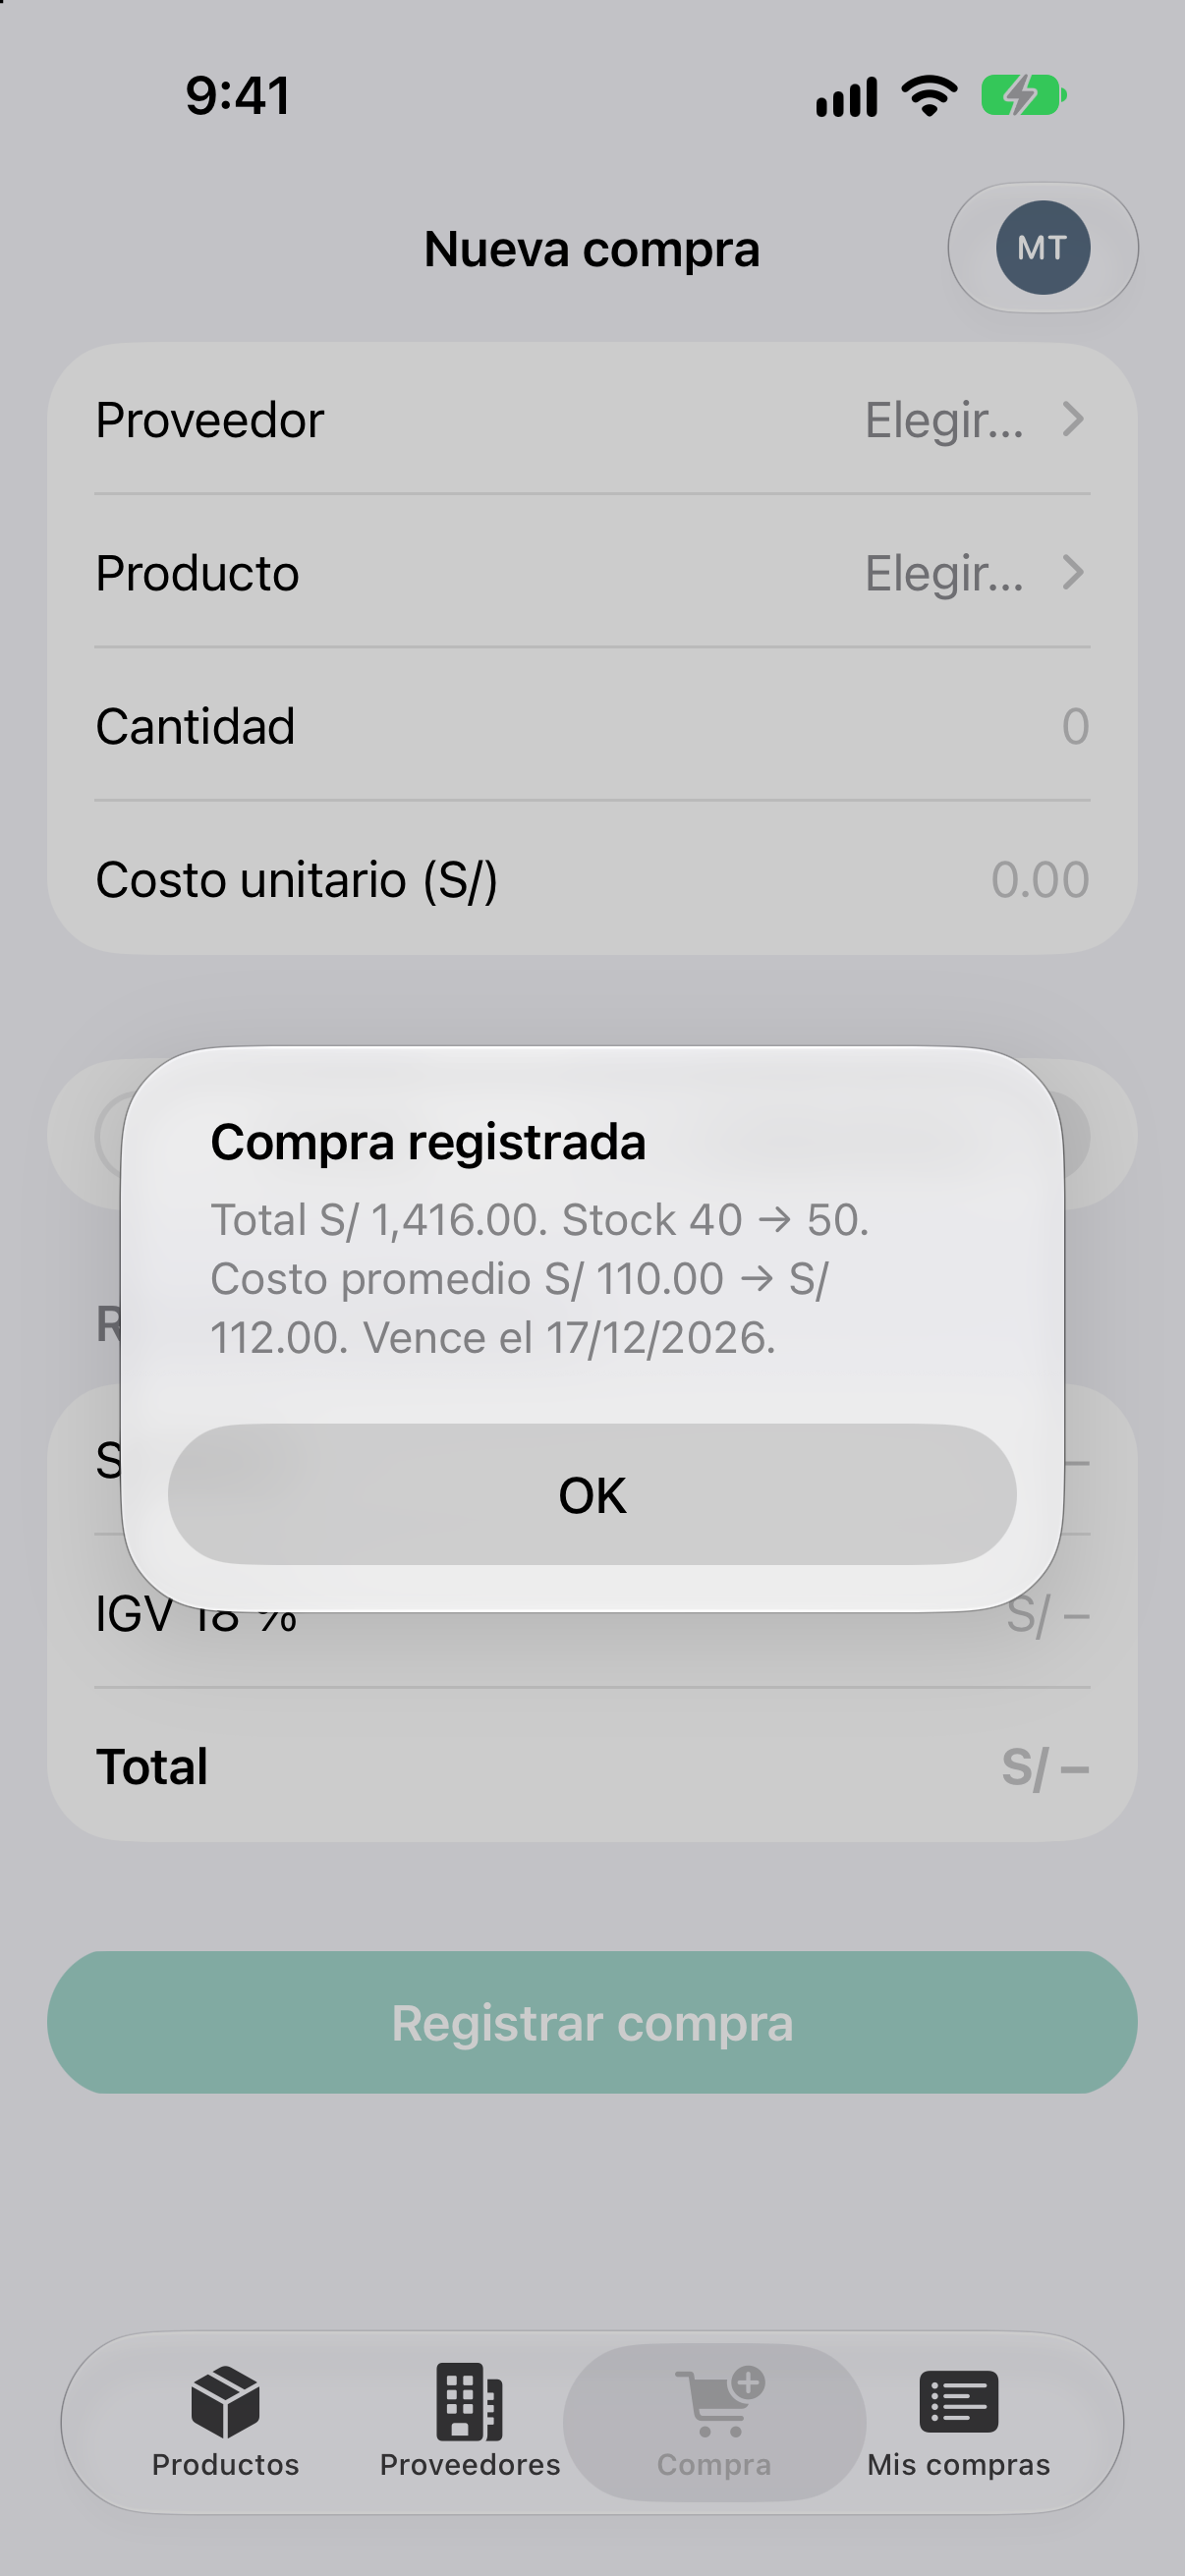 9:41
Nueva compra
MT
Proveedor Elegir...
Producto Elegir...
Cantidad 0
Costo unitario (S/) 0.00
Compra registrada
Total S/ 1,416.00. Stock 40 → 50.
Costo promedio S/ 110.00 → S/
112.00. Vence el 17/12/2026.
OK
IGV 18 % S/ –
Total S/ –
Registrar compra
Productos Proveedores Compra Mis compras